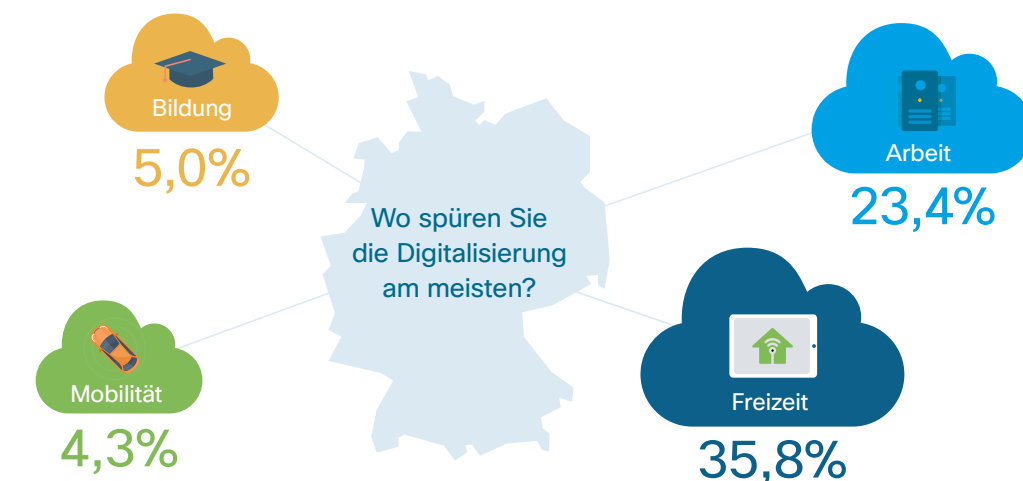 Bildung
5,0%
Arbeit
23,4%
Wo spüren Sie
die Digitalisierung
am meisten?
Mobilität
4,3%
Freizeit
35,8%